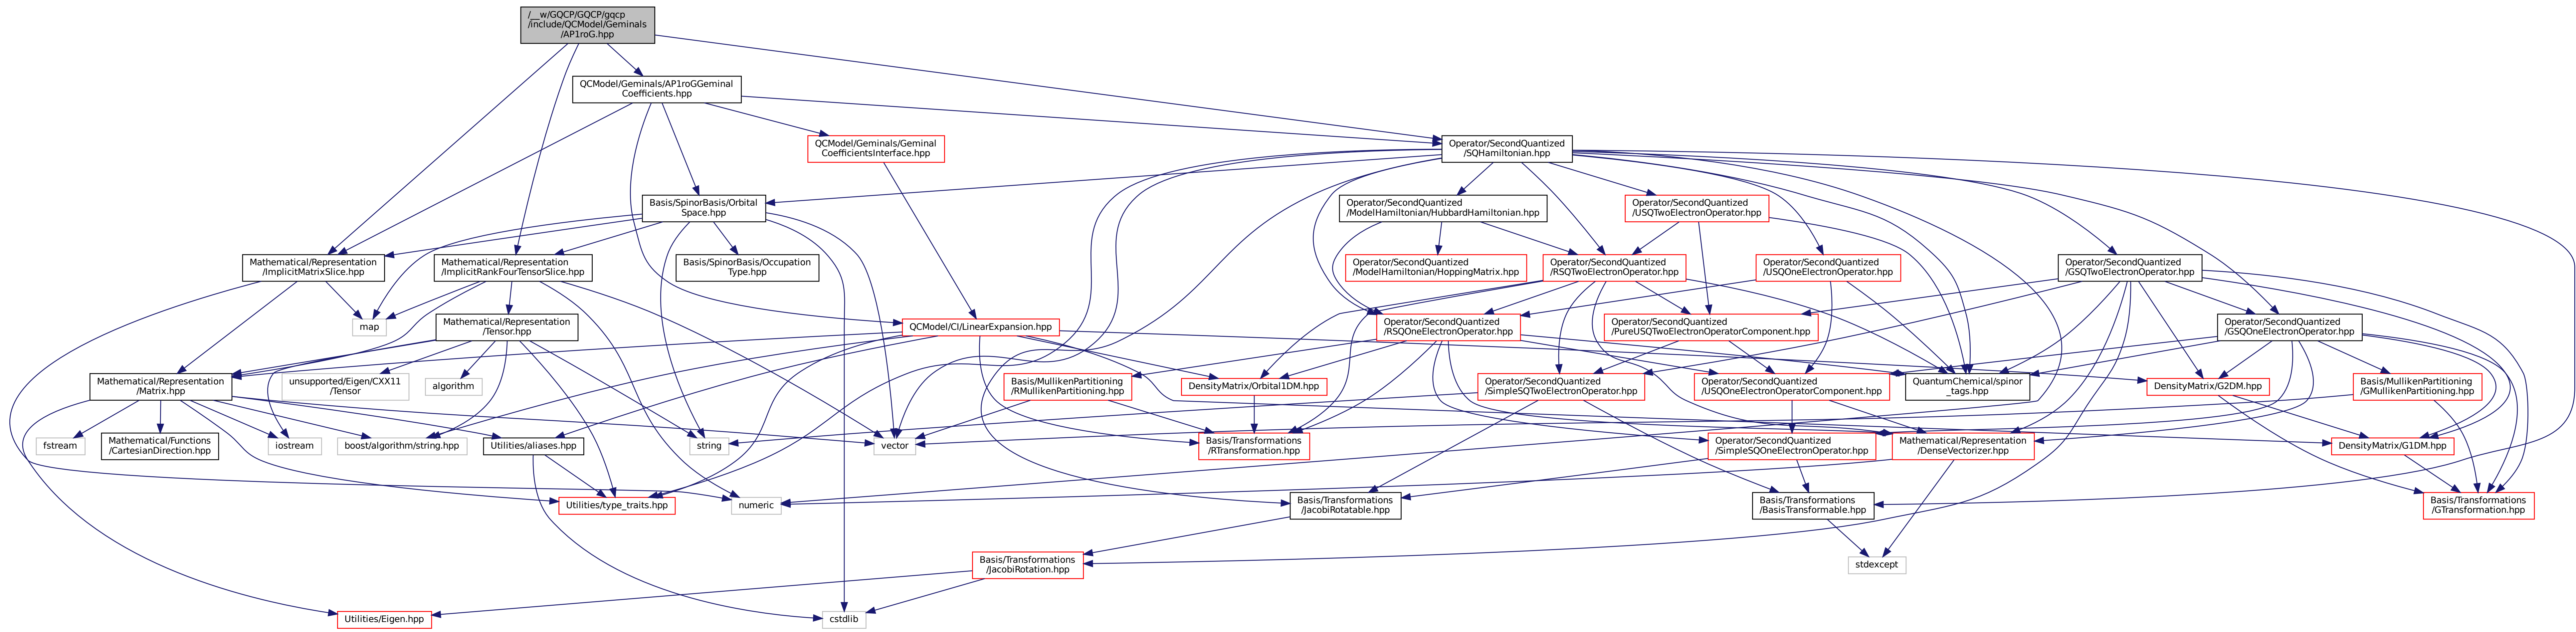 /__w/GQCP/GQCP/gqcp
/include/QCModel/Geminals
/AP1roG.hpp
QCModel/Geminals/AP1roGGeminal
Coefficients.hpp
QCModel/Geminals/Geminal
CoefficientsInterface.hpp
Operator/SecondQuantized
/SQHamiltonian.hpp
Basis/SpinorBasis/Orbital
Space.hpp
Operator/SecondQuantized
/ModelHamiltonian/HubbardHamiltonian.hpp
Operator/SecondQuantized
/USQTwoElectronOperator.hpp
Mathematical/Representation
/ImplicitMatrixSlice.hpp
Mathematical/Representation
/ImplicitRankFourTensorSlice.hpp
Basis/SpinorBasis/Occupation
Type.hpp
Operator/SecondQuantized
/ModelHamiltonian/HoppingMatrix.hpp
Operator/SecondQuantized
/RSQTwoElectronOperator.hpp
Operator/SecondQuantized
/USQOneElectronOperator.hpp
Operator/SecondQuantized
/GSQTwoElectronOperator.hpp
map
Mathematical/Representation
/Tensor.hpp
QCModel/CI/LinearExpansion.hpp
Operator/SecondQuantized
/RSQOneElectronOperator.hpp
Operator/SecondQuantized
/PureUSQTwoElectronOperatorComponent.hpp
Operator/SecondQuantized
/GSQOneElectronOperator.hpp
Mathematical/Representation
/Matrix.hpp
unsupported/Eigen/CXX11
/Tensor
algorithm
Basis/MullikenPartitioning
/RMullikenPartitioning.hpp
DensityMatrix/Orbital1DM.hpp
Operator/SecondQuantized
/SimpleSQTwoElectronOperator.hpp
Operator/SecondQuantized
/USQOneElectronOperatorComponent.hpp
QuantumChemical/spinor
_tags.hpp
DensityMatrix/G2DM.hpp
Basis/MullikenPartitioning
/GMullikenPartitioning.hpp
fstream
Mathematical/Functions
/CartesianDirection.hpp
iostream
boost/algorithm/string.hpp
Utilities/aliases.hpp
string
vector
Basis/Transformations
/RTransformation.hpp
Operator/SecondQuantized
/SimpleSQOneElectronOperator.hpp
Mathematical/Representation
/DenseVectorizer.hpp
DensityMatrix/G1DM.hpp
Utilities/type_traits.hpp
numeric
Basis/Transformations
/JacobiRotatable.hpp
Basis/Transformations
/BasisTransformable.hpp
Basis/Transformations
/GTransformation.hpp
Basis/Transformations
/JacobiRotation.hpp
stdexcept
Utilities/Eigen.hpp
cstdlib